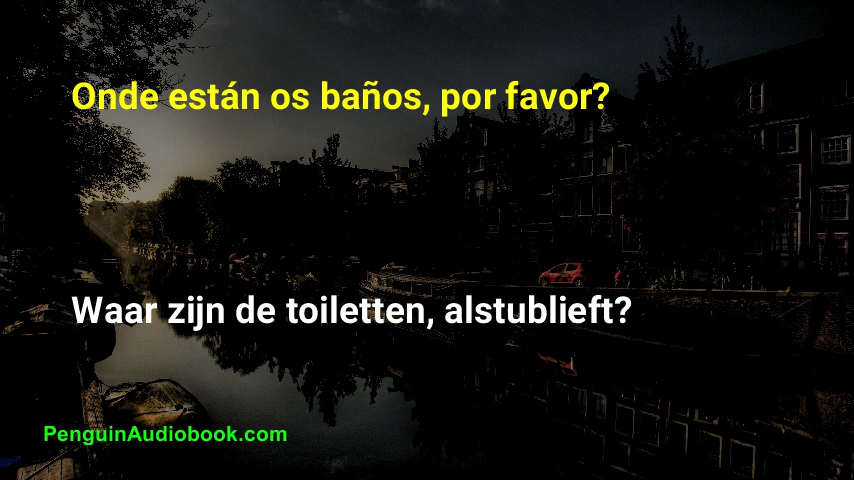 Onde están os baños, por favor?
Waar zijn de toiletten, alstublieft?
PenguinAudiobook.com